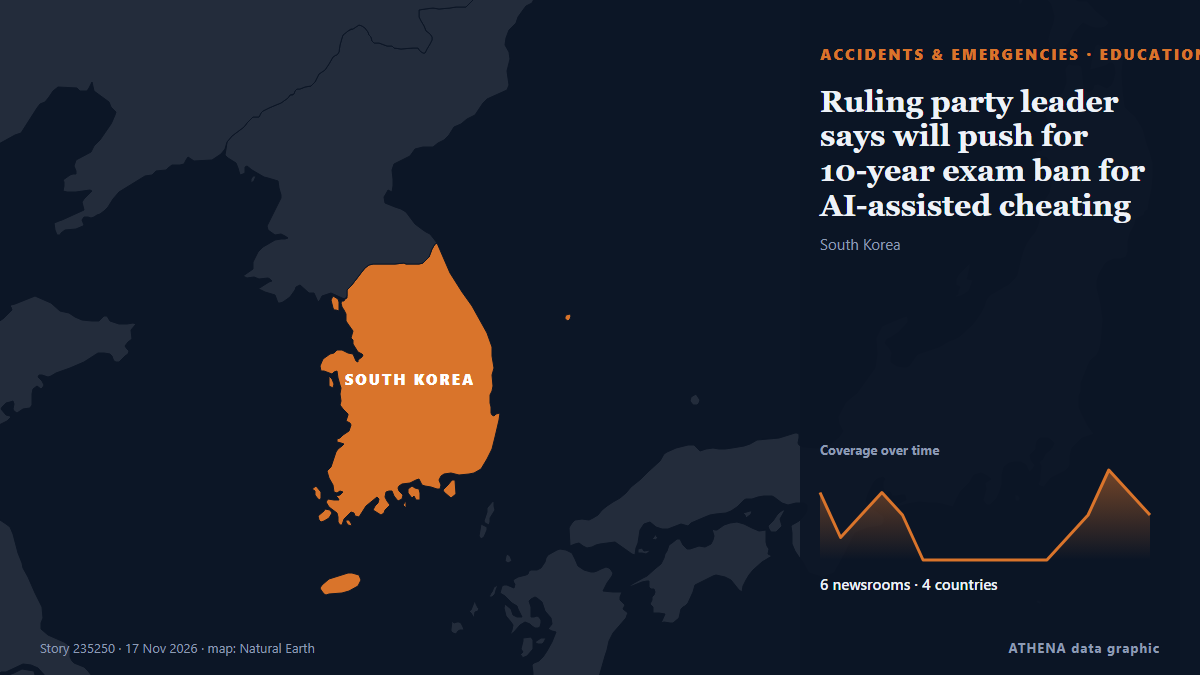 ACCIDENTS & EMERGENCIES · EDUCATION
Ruling party leader
says will push for
10-year exam ban for
AI-assisted cheating
South Korea
SOUTH KOREA
Coverage over time
6 newsrooms · 4 countries
Story 235250 · 17 Nov 2026 · map: Natural Earth
ATHENA data graphic